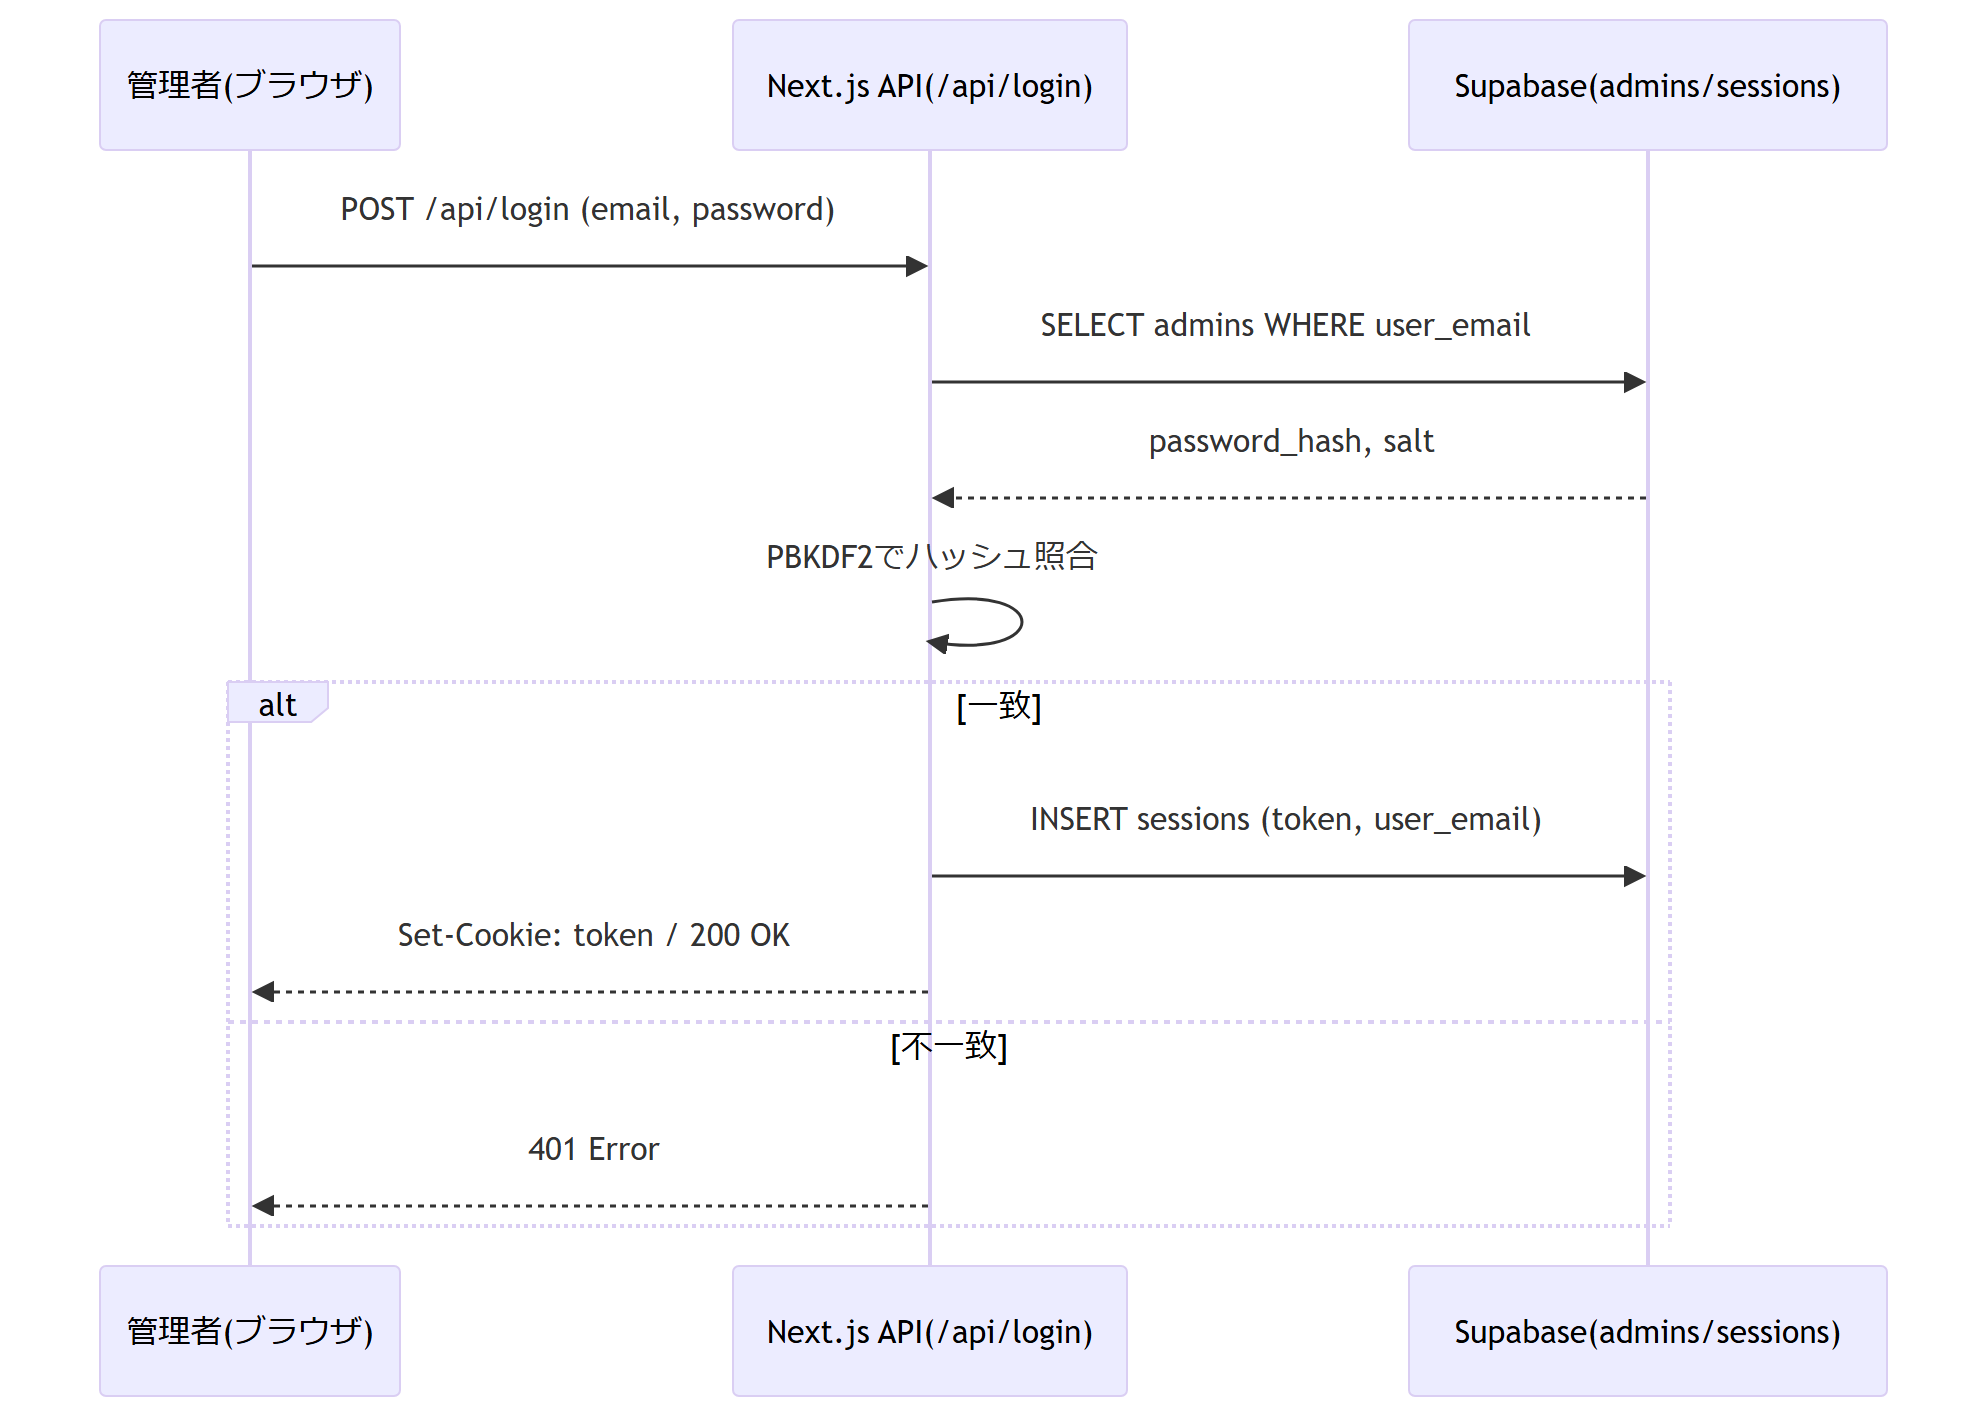 管理者(ブラウザ)
Next.js API(/api/login)
Supabase(admins/sessions)
POST /api/login (email, password)
SELECT admins WHERE user_email
password_hash, salt
PBKDF2でハッシュ照合
alt
[一致]
INSERT sessions (token, user_email)
Set-Cookie: token / 200 OK
[不一致]
401 Error
管理者(ブラウザ)
Next.js API(/api/login)
Supabase(admins/sessions)